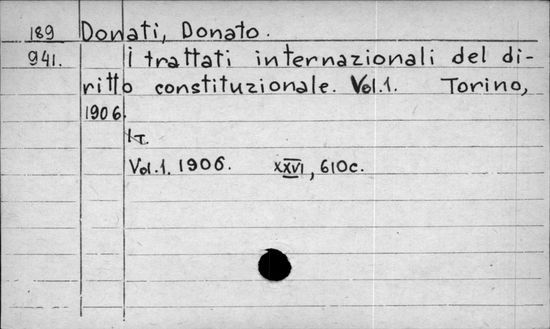 189 Donati, Donato.
941. I trattati internazionali del di-
ritto constituzionale. Vol.1. Torino,
1906.
1т.
Vol.1. 1906. XXVI, 610c.